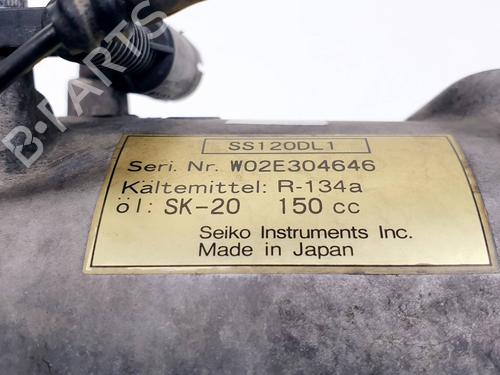 SS120DL1
Seri. Nr. W02E304646
Kältemittel: R-134a
öl: SK-20 150 cc
Seiko Instruments Inc.
Made in Japan
B-PARTS